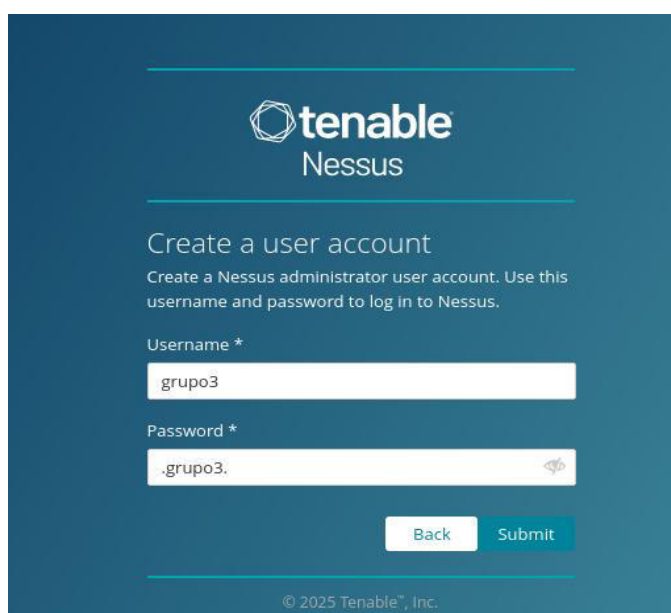 tenable
Nessus
Create a user account
Create a Nessus administrator user account. Use this
username and password to log in to Nessus.
Username *
grupo3
Password *
.grupo3.
Back Submit
© 2025 Tenable™, Inc.